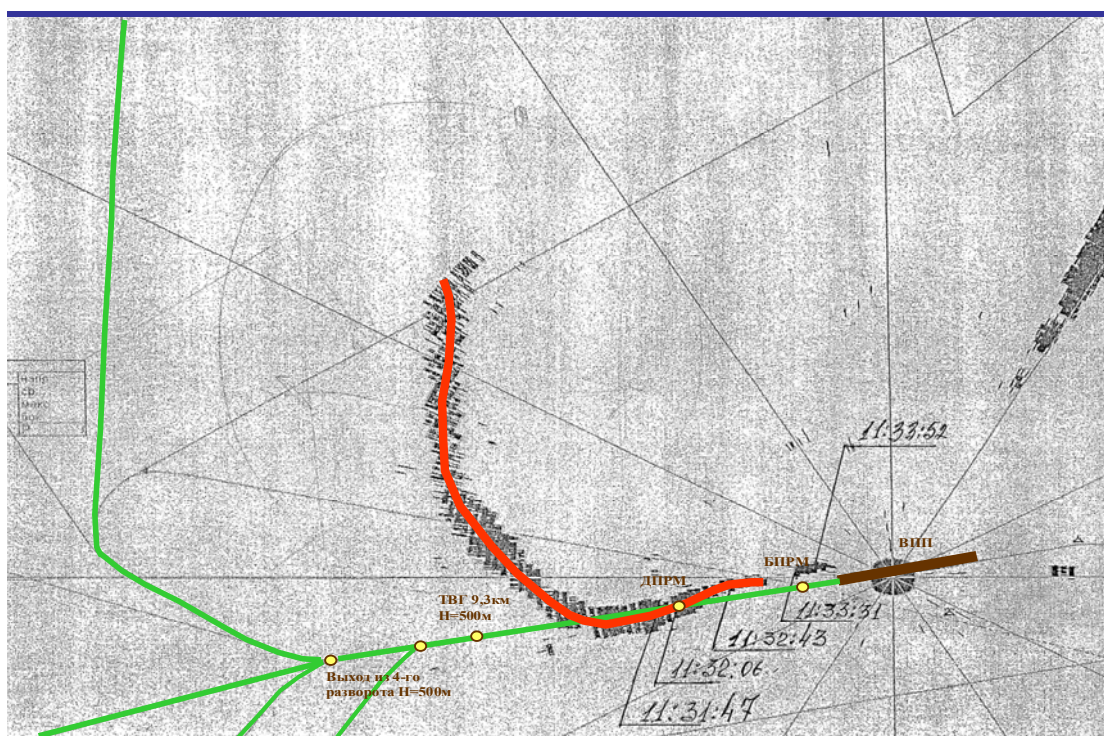 11:33:52
ВПП
БПРМ
ДПРМ
ТВГ 9,3км
Н=500м
11:33:31
11:32:43
11:32:06
11:31:47
Выход из 4-го
разворота Н=500м